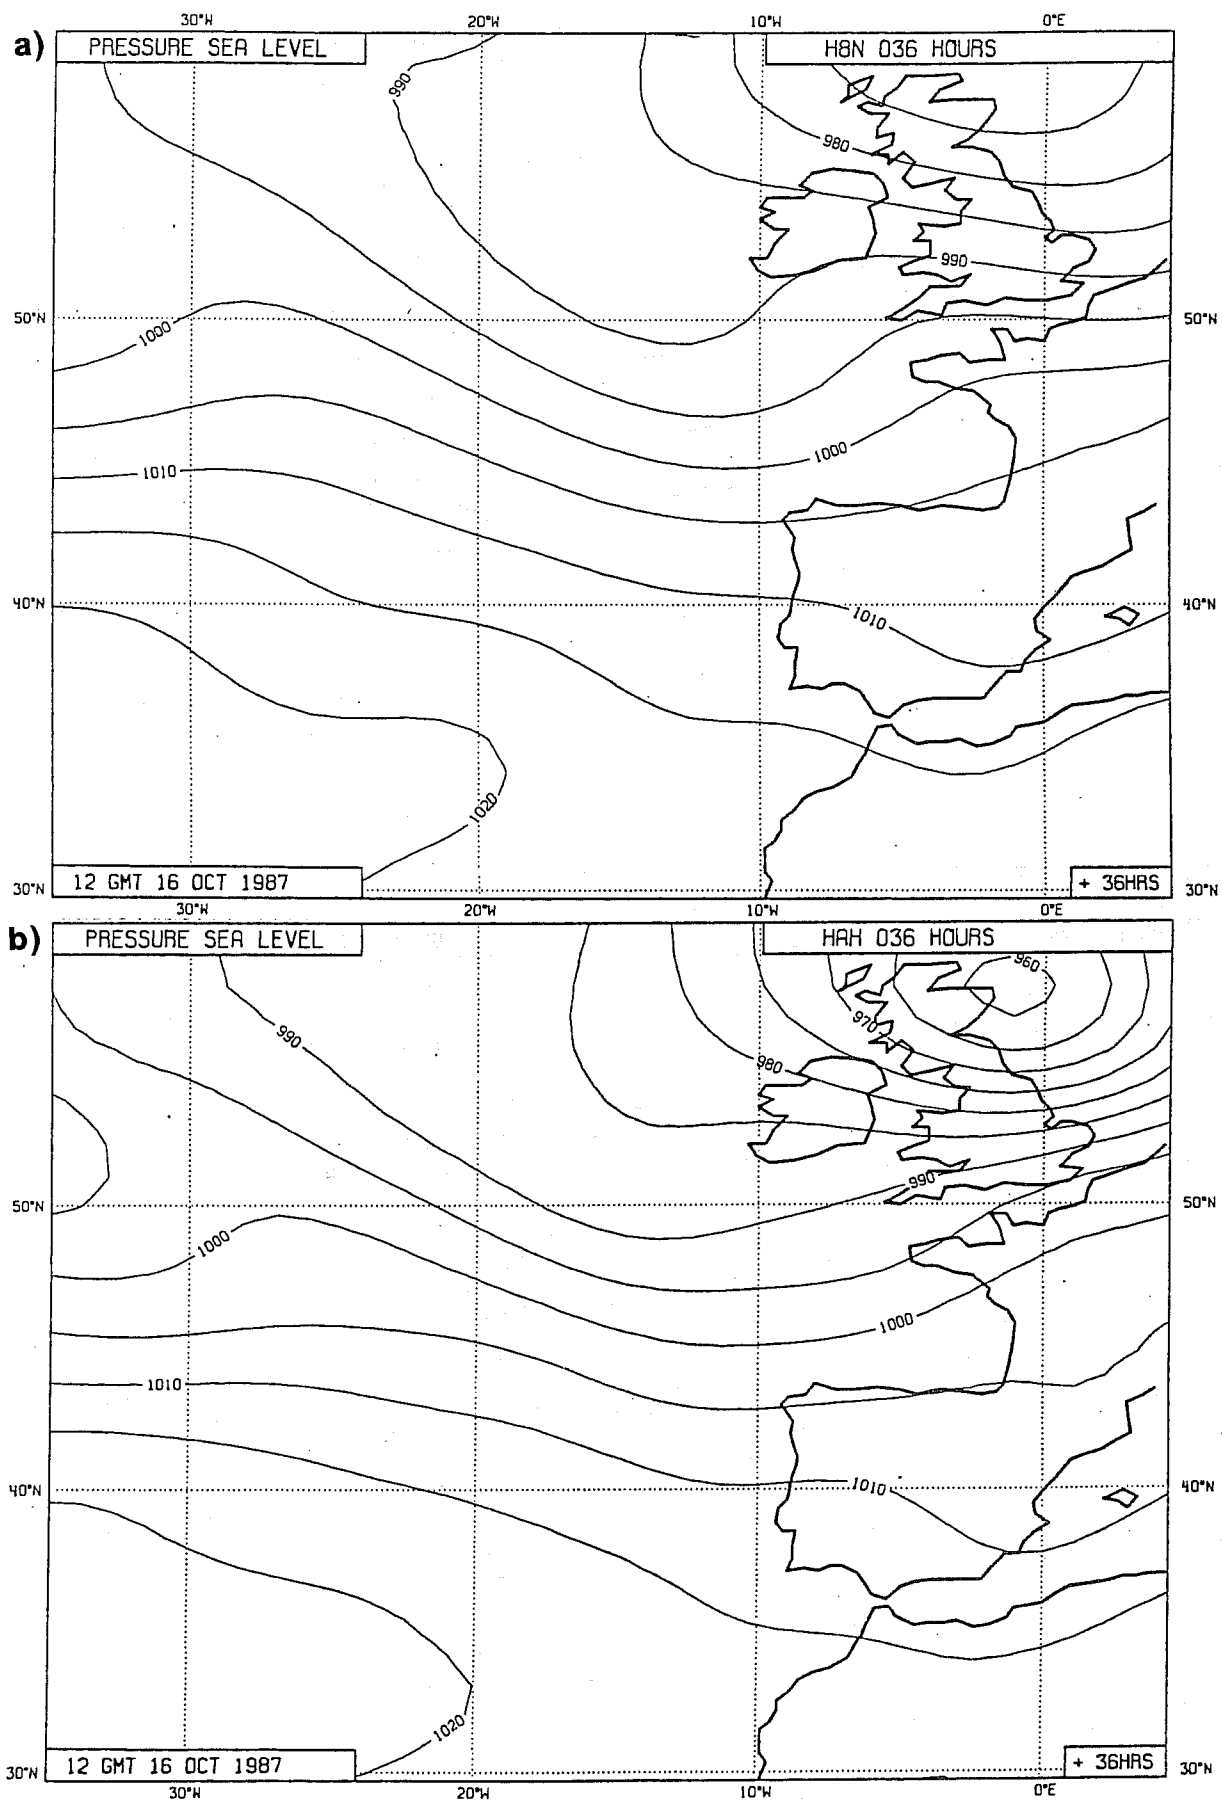 30°W 20°W 10°W 0°E
a) PRESSURE SEA LEVEL H8N 036 HOURS
990
980
990
50°N 50°N
1000
1000
1010
40°N 40°N
1010
1020
12 GMT 16 OCT 1987 + 36HRS
30°N 30°N
30°W 20°W 10°W 0°E
b) PRESSURE SEA LEVEL HAH 036 HOURS
960
970
990
980
990
50°N 50°N
1000
1000
1010
40°N 40°N
1010
1020
12 GMT 16 OCT 1987 + 36HRS
30°N 30°N
30°W 20°W 10°W 0°E